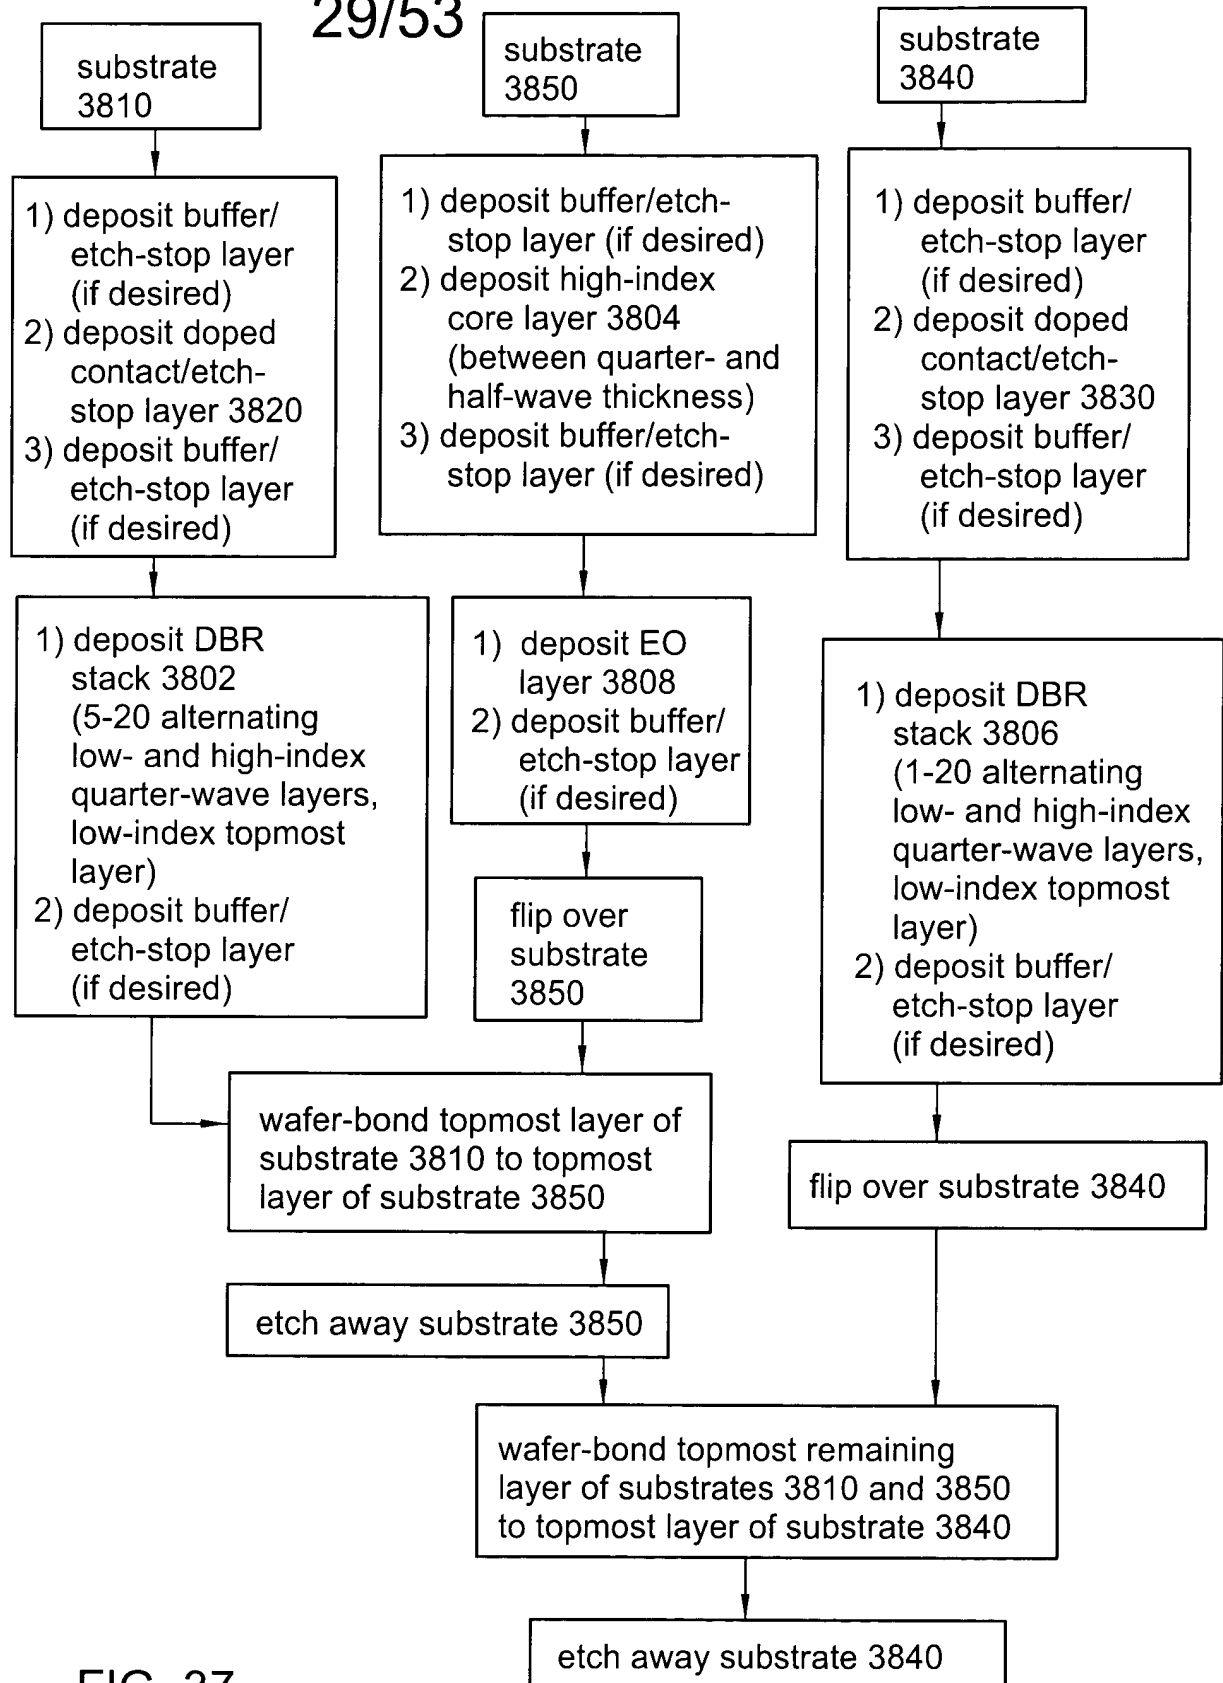 29/53
substrate
3810
substrate
3850
substrate
3840
1) deposit buffer/
etch-stop layer
(if desired)
2) deposit doped
contact/etch-
stop layer 3820
3) deposit buffer/
etch-stop layer
(if desired)
1) deposit buffer/etch-
stop layer (if desired)
2) deposit high-index
core layer 3804
(between quarter- and
half-wave thickness)
3) deposit buffer/etch-
stop layer (if desired)
1) deposit buffer/
etch-stop layer
(if desired)
2) deposit doped
contact/etch-
stop layer 3830
3) deposit buffer/
etch-stop layer
(if desired)
1) deposit DBR
stack 3802
(5-20 alternating
low- and high-index
quarter-wave layers,
low-index topmost
layer)
2) deposit buffer/
etch-stop layer
(if desired)
1) deposit EO
layer 3808
2) deposit buffer/
etch-stop layer
(if desired)
1) deposit DBR
stack 3806
(1-20 alternating
low- and high-index
quarter-wave layers,
low-index topmost
layer)
2) deposit buffer/
etch-stop layer
(if desired)
flip over
substrate
3850
wafer-bond topmost layer of
substrate 3810 to topmost
layer of substrate 3850
flip over substrate 3840
etch away substrate 3850
wafer-bond topmost remaining
layer of substrates 3810 and 3850
to topmost layer of substrate 3840
etch away substrate 3840
FIG. 37